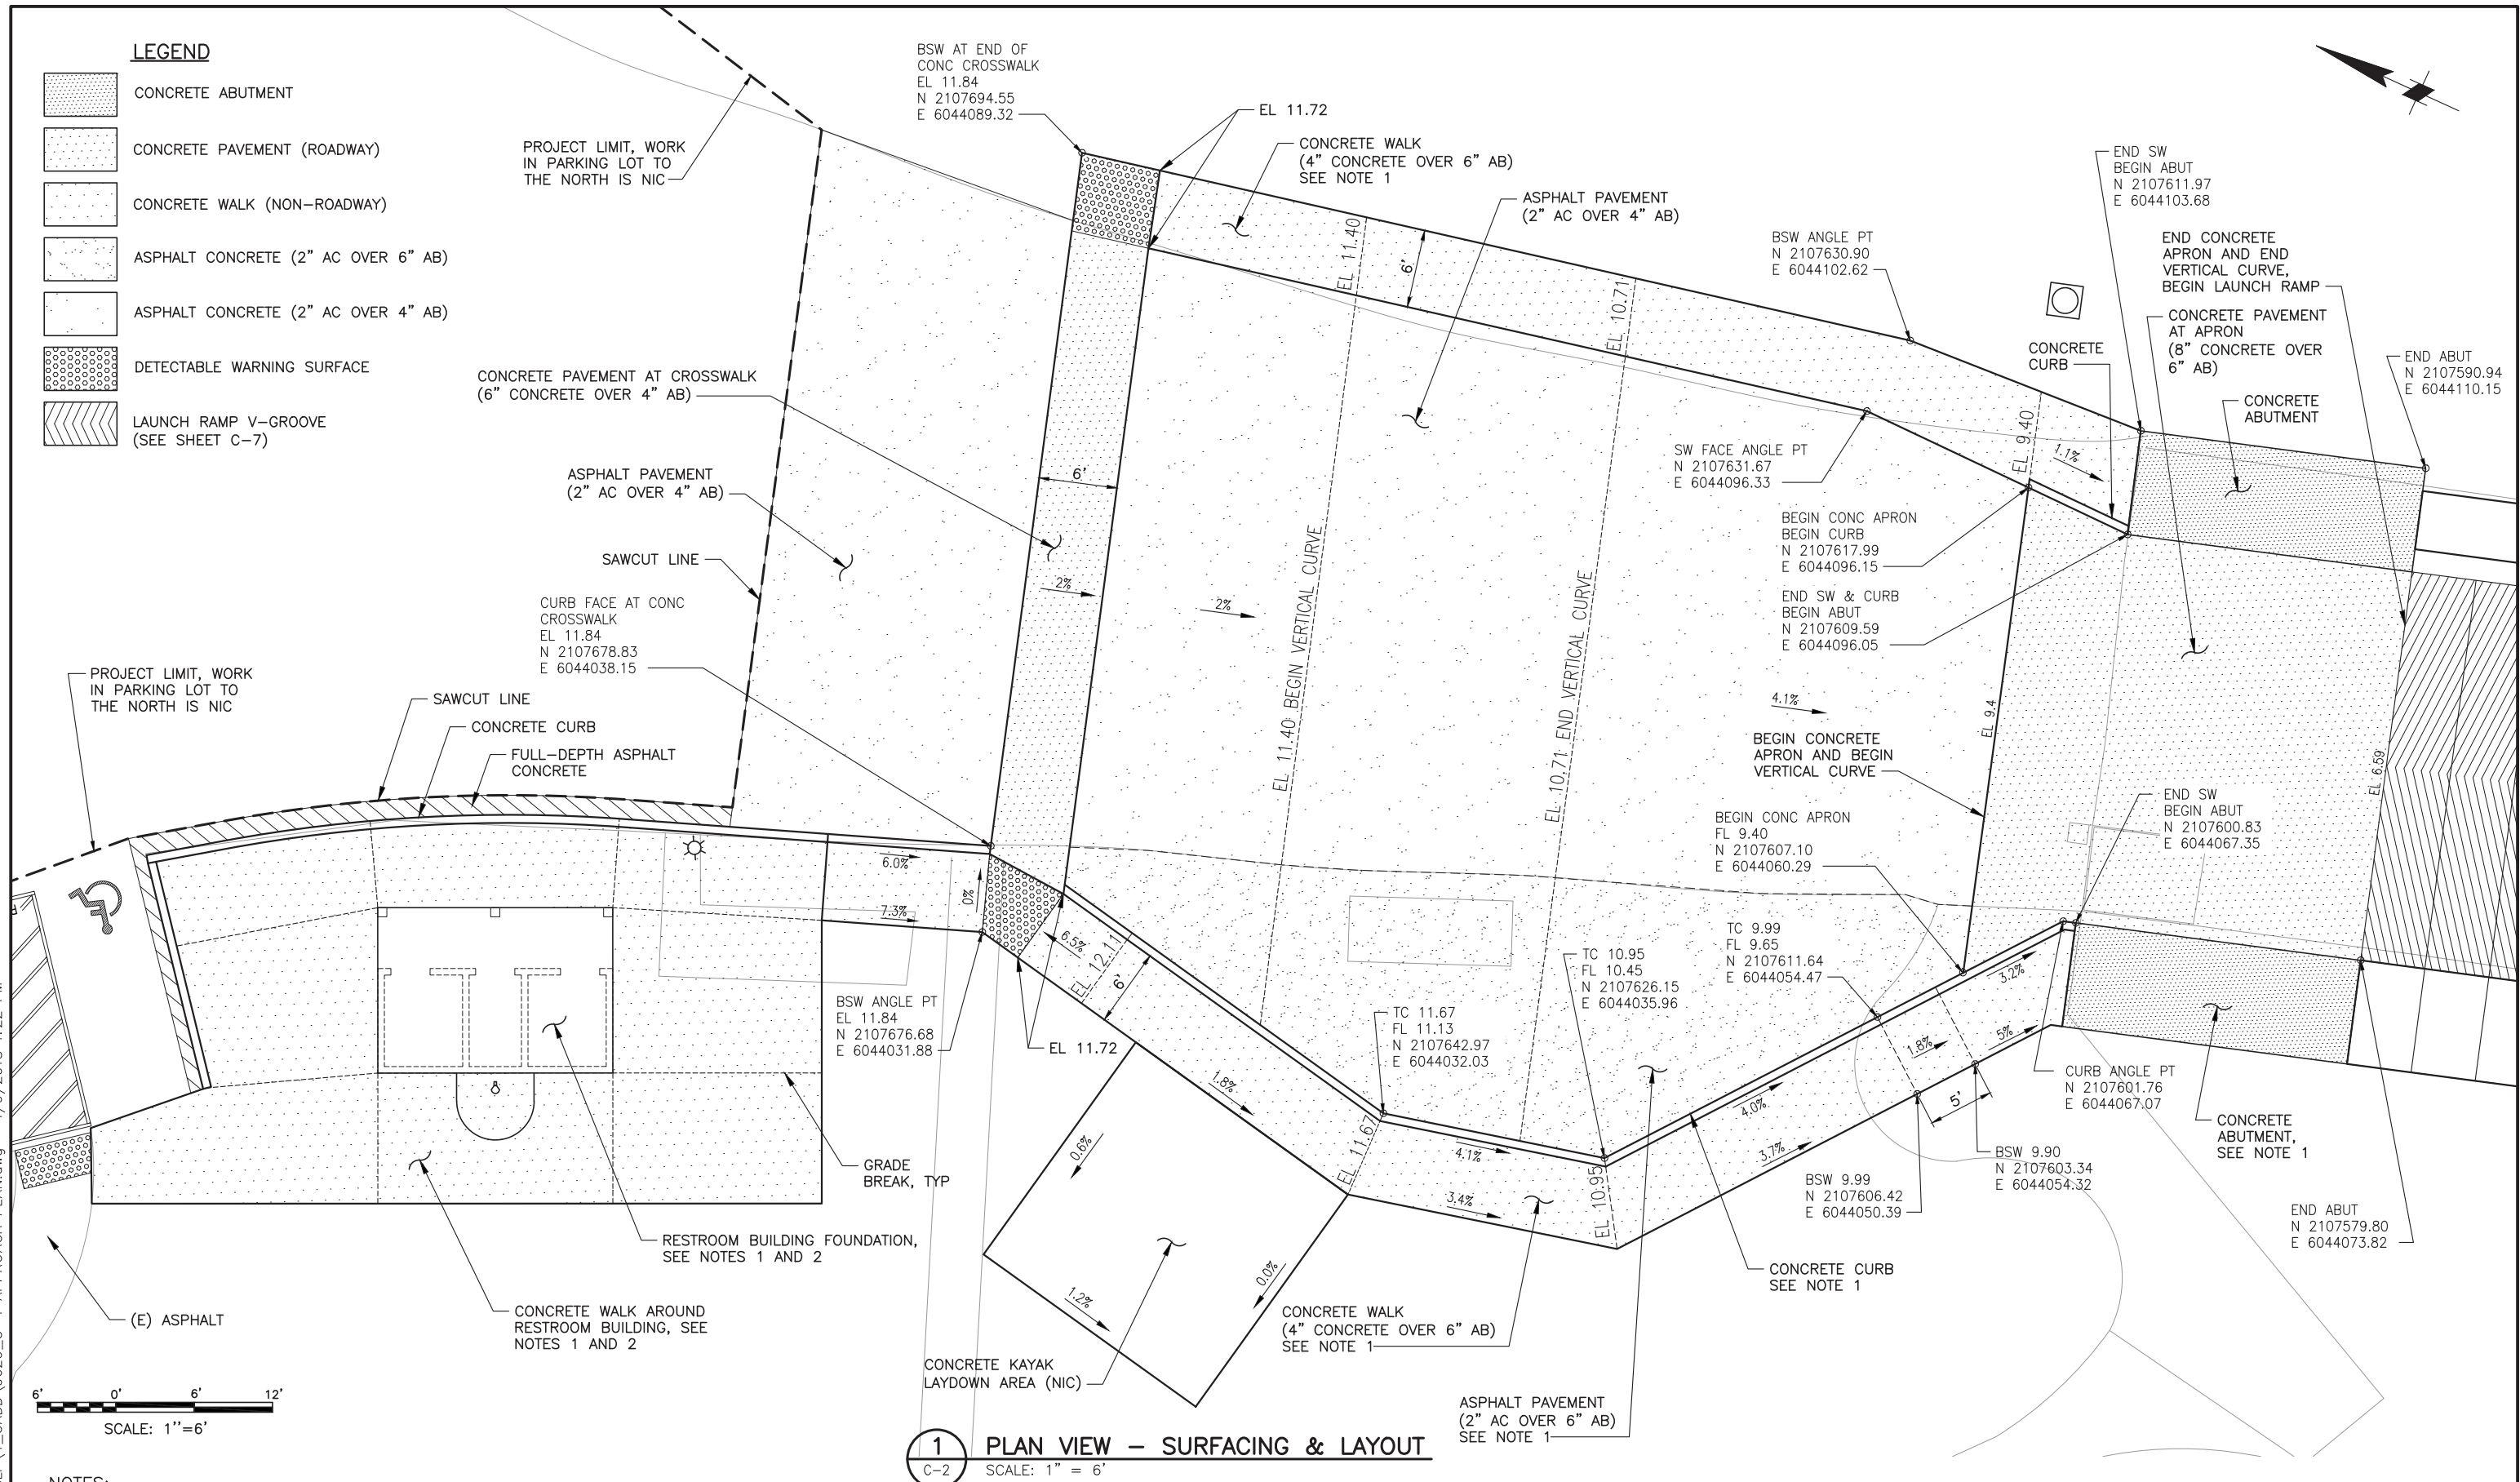 LEGEND
CONCRETE ABUTMENT
CONCRETE PAVEMENT (ROADWAY)
CONCRETE WALK (NON-ROADWAY)
ASPHALT CONCRETE (2" AC OVER 6" AB)
ASPHALT CONCRETE (2" AC OVER 4" AB)
DETECTABLE WARNING SURFACE
LAUNCH RAMP V-GROOVE
(SEE SHEET C-7)
PROJECT LIMIT, WORK
IN PARKING LOT TO
THE NORTH IS NIC
BSW AT END OF
CONC CROSSWALK
EL 11.84
N 2107694.55
E 6044089.32
EL 11.72
CONCRETE WALK
(4" CONCRETE OVER 6" AB)
SEE NOTE 1
ASPHALT PAVEMENT
(2" AC OVER 4" AB)
BSW ANGLE PT
N 2107630.90
E 6044102.62
END SW
BEGIN ABUT
N 2107611.97
E 6044103.68
END CONCRETE
APRON AND END
VERTICAL CURVE,
BEGIN LAUNCH RAMP
CONCRETE PAVEMENT
AT APRON
(8" CONCRETE OVER
6" AB)
CONCRETE
CURB
END ABUT
N 2107590.94
E 6044110.15
CONCRETE
ABUTMENT
EL 11.40
6'
EL 10.71
EL 9.40
1.1%
CONCRETE PAVEMENT AT CROSSWALK
(6" CONCRETE OVER 4" AB)
ASPHALT PAVEMENT
(2" AC OVER 4" AB)
SAWCUT LINE
6'
2%
2%
SW FACE ANGLE PT
N 2107631.67
E 6044096.33
BEGIN CONC APRON
BEGIN CURB
N 2107617.99
E 6044096.15
END SW & CURB
BEGIN ABUT
N 2107609.59
E 6044096.05
CURB FACE AT CONC
CROSSWALK
EL 11.84
N 2107678.83
E 6044038.15
EL 11.40 BEGIN VERTICAL CURVE
EL 10.71 END VERTICAL CURVE
4.1%
EL 9.4
EL 6.59
BEGIN CONCRETE
APRON AND BEGIN
VERTICAL CURVE
PROJECT LIMIT, WORK
IN PARKING LOT TO
THE NORTH IS NIC
SAWCUT LINE
CONCRETE CURB
FULL-DEPTH ASPHALT
CONCRETE
BEGIN CONC APRON
FL 9.40
N 2107607.10
E 6044060.29
END SW
BEGIN ABUT
N 2107600.83
E 6044067.35
6.0%
7.3%
0%
6.5%
EL 12.11
6'
BSW ANGLE PT
EL 11.84
N 2107676.68
E 6044031.88
EL 11.72
TC 11.67
FL 11.13
N 2107642.97
E 6044032.03
TC 10.95
FL 10.45
N 2107626.15
E 6044035.96
TC 9.99
FL 9.65
N 2107611.64
E 6044054.47
3.2%
1.8%
5%
5'
CURB ANGLE PT
N 2107601.76
E 6044067.07
CONCRETE
ABUTMENT,
SEE NOTE 1
1.8%
0.6%
EL 11.67
4.1%
3.4%
EL 10.95
4.0%
3.7%
BSW 9.99
N 2107606.42
E 6044050.39
BSW 9.90
N 2107603.34
E 6044054.32
END ABUT
N 2107579.80
E 6044073.82
GRADE
BREAK, TYP
RESTROOM BUILDING FOUNDATION,
SEE NOTES 1 AND 2
CONCRETE WALK AROUND
RESTROOM BUILDING, SEE
NOTES 1 AND 2
(E) ASPHALT
1.2%
0.0%
CONCRETE KAYAK
LAYDOWN AREA (NIC)
CONCRETE WALK
(4" CONCRETE OVER 6" AB)
SEE NOTE 1
CONCRETE CURB
SEE NOTE 1
ASPHALT PAVEMENT
(2" AC OVER 6" AB)
SEE NOTE 1
6' 0' 6' 12'
SCALE: 1"=6'
1
C-2
PLAN VIEW - SURFACING & LAYOUT
SCALE: 1" = 6'
NOTES: